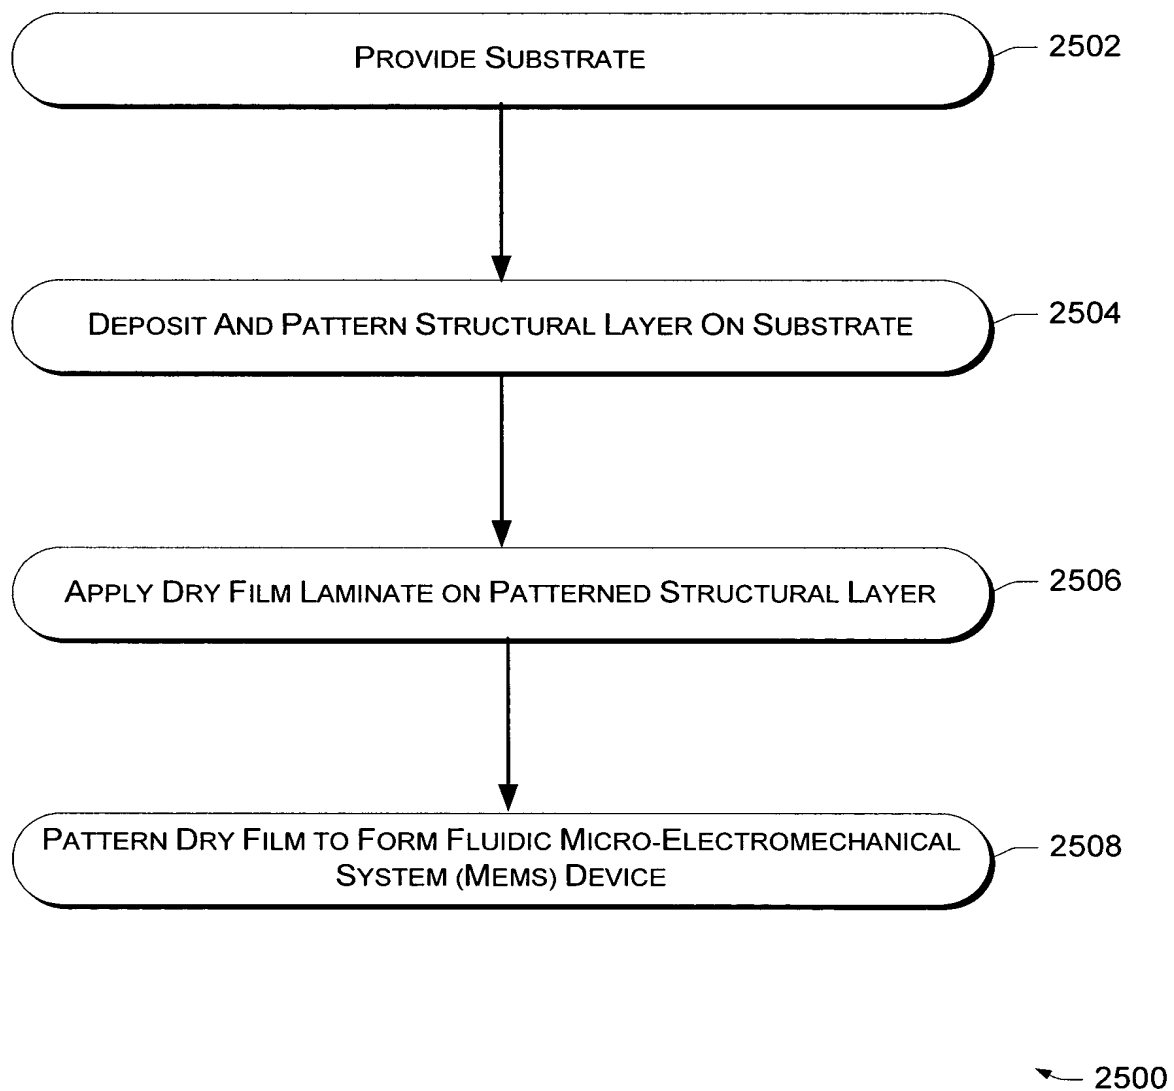 PROVIDE SUBSTRATE
2502
DEPOSIT AND PATTERN STRUCTURAL LAYER ON SUBSTRATE
2504
APPLY DRY FILM LAMINATE ON PATTERNED STRUCTURAL LAYER
2506
PATTERN DRY FILM TO FORM FLUIDIC MICRO-ELECTROMECHANICAL
SYSTEM (MEMS) DEVICE
2508
2500